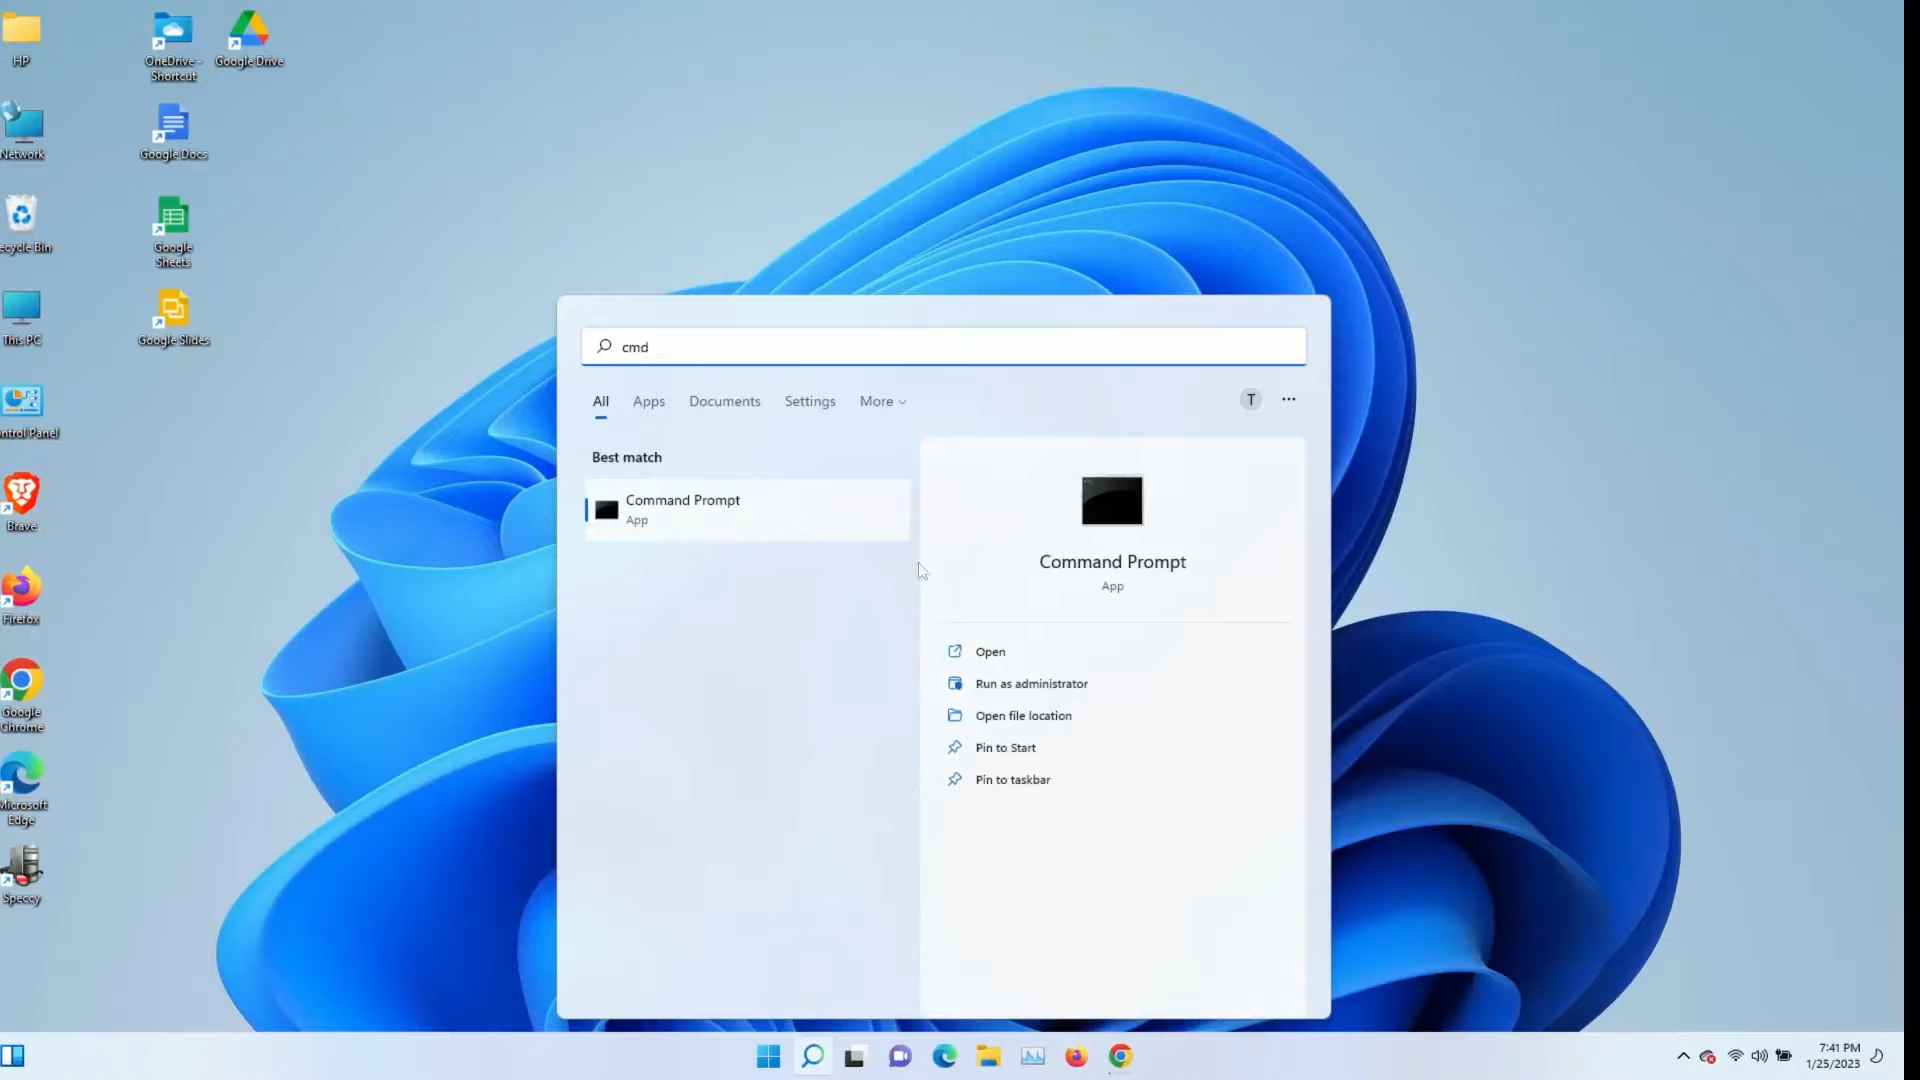 HP
OneDrive -
Shortcut
Google Drive
Network
Google Docs
ecycle Bin
Google
Sheets
This PC
Google Slides
ntrol Panel
Brave
Firefox
Google
Chrome
Microsoft
Edge
Speccy
cmd
All
Apps
Documents
Settings
More
T
Best match
Command Prompt
App
Command Prompt
App
Open
Run as administrator
Open file location
Pin to Start
Pin to taskbar
7:41 PM
1/25/2023